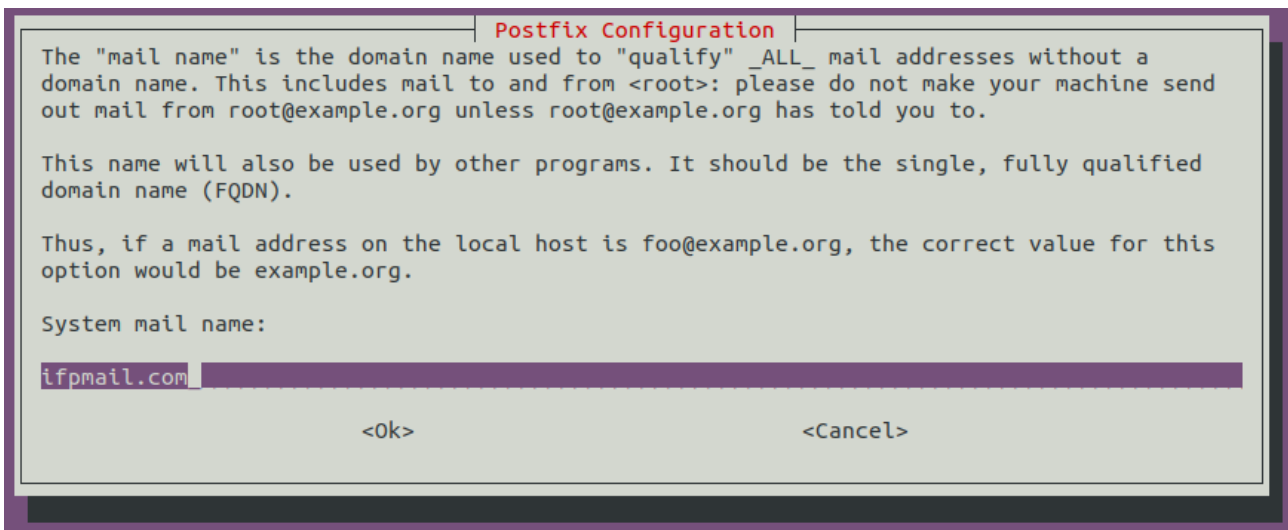 Postfix Configuration
The "mail name" is the domain name used to "qualify" _ALL_ mail addresses without a
domain name. This includes mail to and from <root>: please do not make your machine send
out mail from root@example.org unless root@example.org has told you to.
This name will also be used by other programs. It should be the single, fully qualified
domain name (FQDN).
Thus, if a mail address on the local host is foo@example.org, the correct value for this
option would be example.org.
System mail name:
ifpmail.com
<Ok> <Cancel>